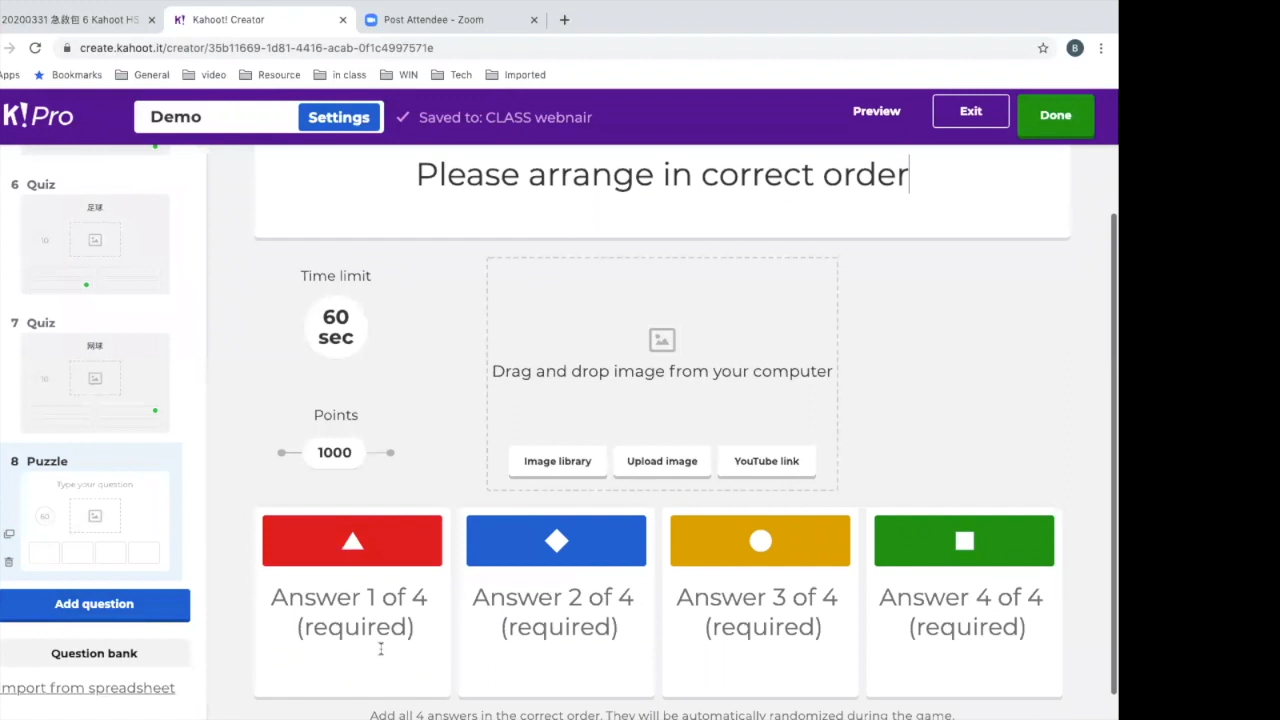 20200331 急救包 6 Kahoot HS
K! Kahoot! Creator
Post Attendee - Zoom
create.kahoot.it/creator/35b11669-1d81-4416-acab-0f1c4997571e
B
Apps
Bookmarks
General
video
Resource
in class
WIN
Tech
Imported
K! Pro
Demo
Settings
Saved to: CLASS webnair
Preview
Exit
Done
6 Quiz
足球
10
7 Quiz
网球
10
8 Puzzle
Type your question
60
Add question
Question bank
Import from spreadsheet
Please arrange in correct order
Time limit
60
sec
Points
1000
Drag and drop image from your computer
Image library
Upload image
YouTube link
Answer 1 of 4
(required)
Answer 2 of 4
(required)
Answer 3 of 4
(required)
Answer 4 of 4
(required)
Add all 4 answers in the correct order. They will be automatically randomized during the game.